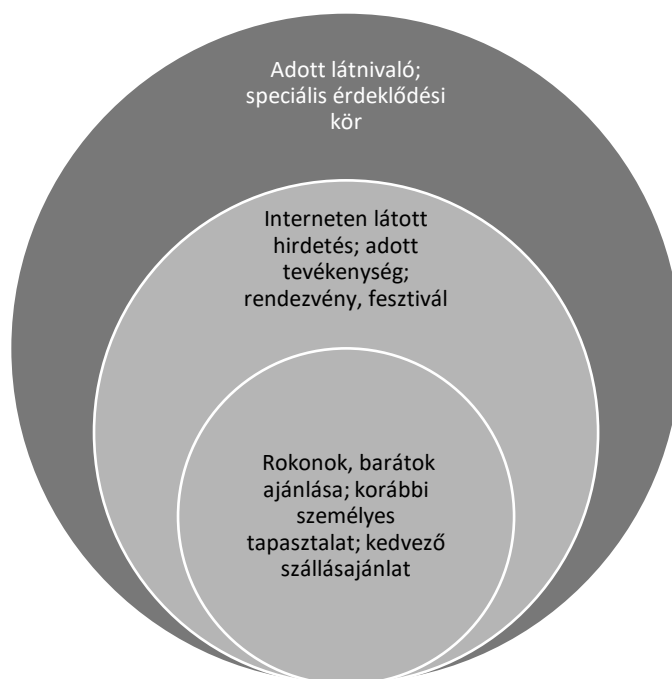 Adott látnivaló;
speciális érdeklődési
kör
Interneten látott
hirdetés; adott
tevékenység;
rendezvény, fesztivál
Rokonok, barátok
ajánlása; korábbi
személyes
tapasztalat; kedvező
szállásajánlat